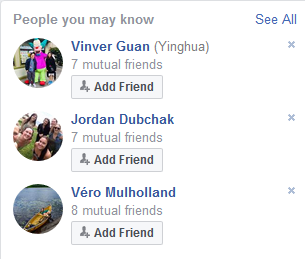 People you may know See All
Vinver Guan (Yinghua)
7 mutual friends
Add Friend
Jordan Dubchak
7 mutual friends
Add Friend
Véro Mulholland
8 mutual friends
Add Friend